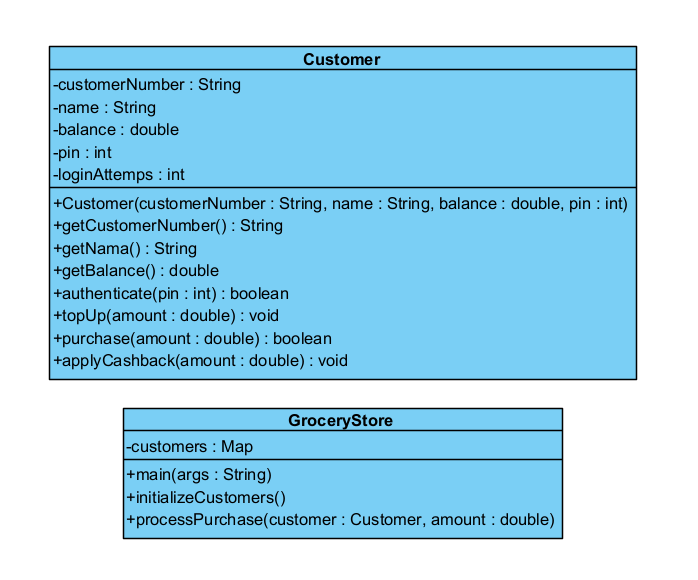 Customer
-customerNumber : String
-name : String
-balance : double
-pin : int
-loginAttemps : int
+Customer(customerNumber : String, name : String, balance : double, pin : int)
+getCustomerNumber() : String
+getNama() : String
+getBalance() : double
+authenticate(pin : int) : boolean
+topUp(amount : double) : void
+purchase(amount : double) : boolean
+applyCashback(amount : double) : void
GroceryStore
-customers : Map
+main(args : String)
+initializeCustomers()
+processPurchase(customer : Customer, amount : double)